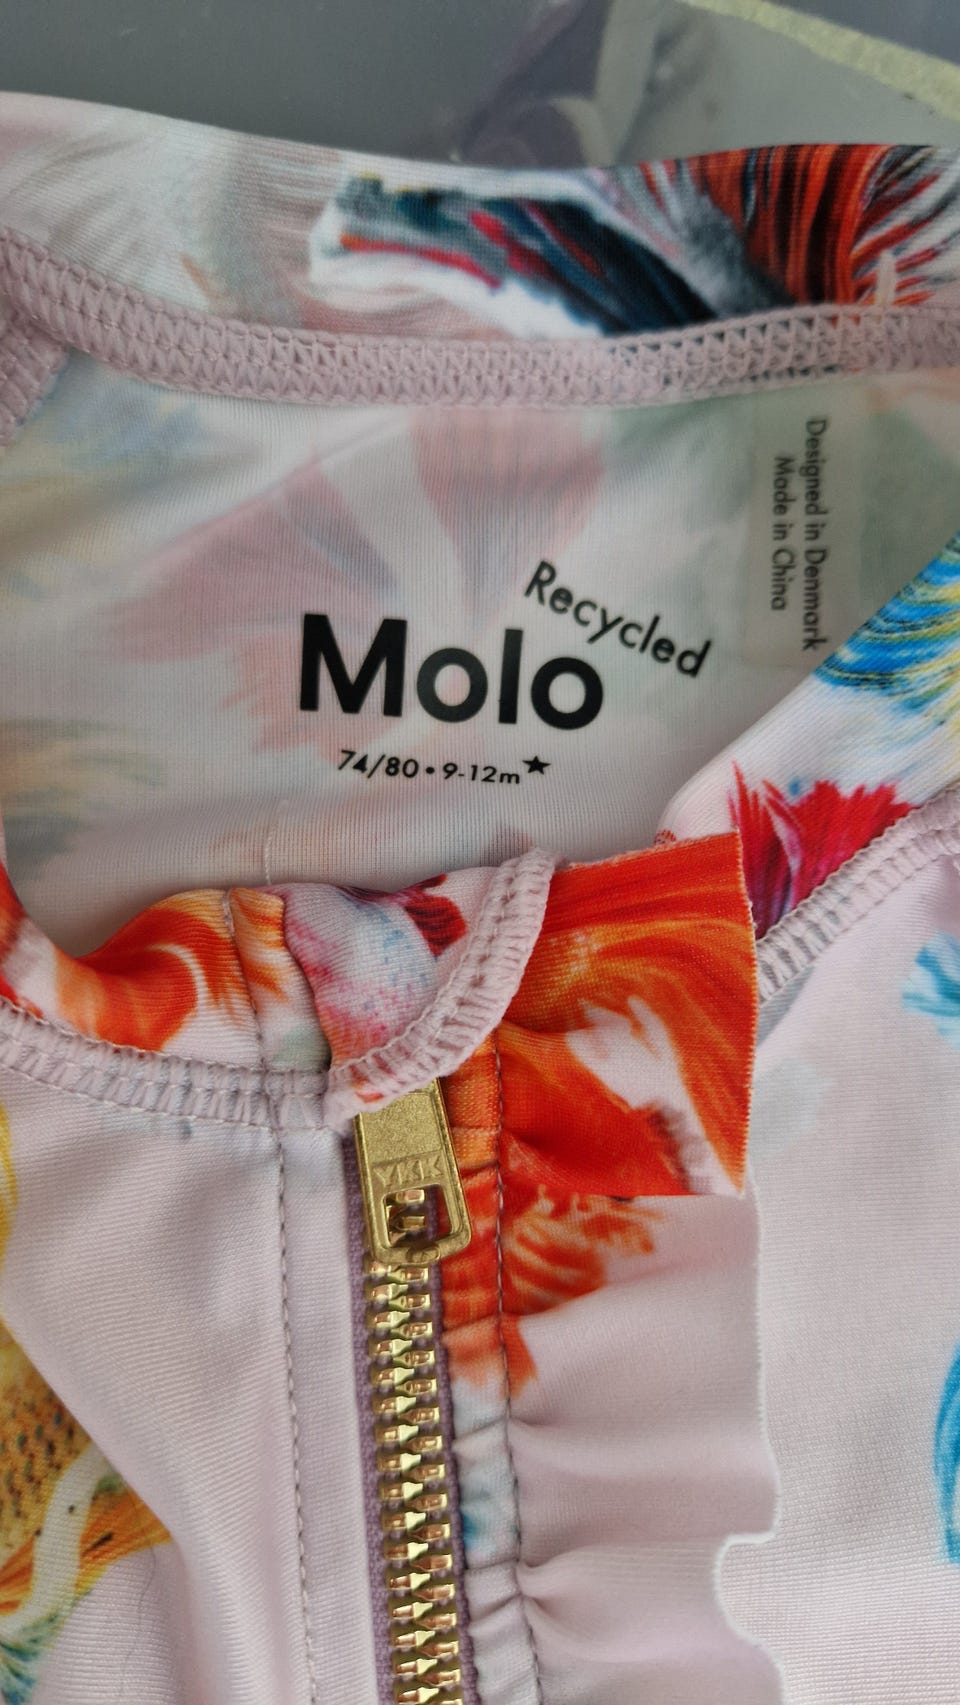 Recycled
Molo
74/80•9-12m★
Designed in Denmark
Made in China
YKK